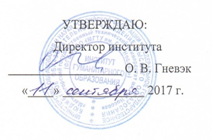 УТВЕРЖДАЮ:
Директор института
О. В. Гневэк
«11» сентября 2017 г.